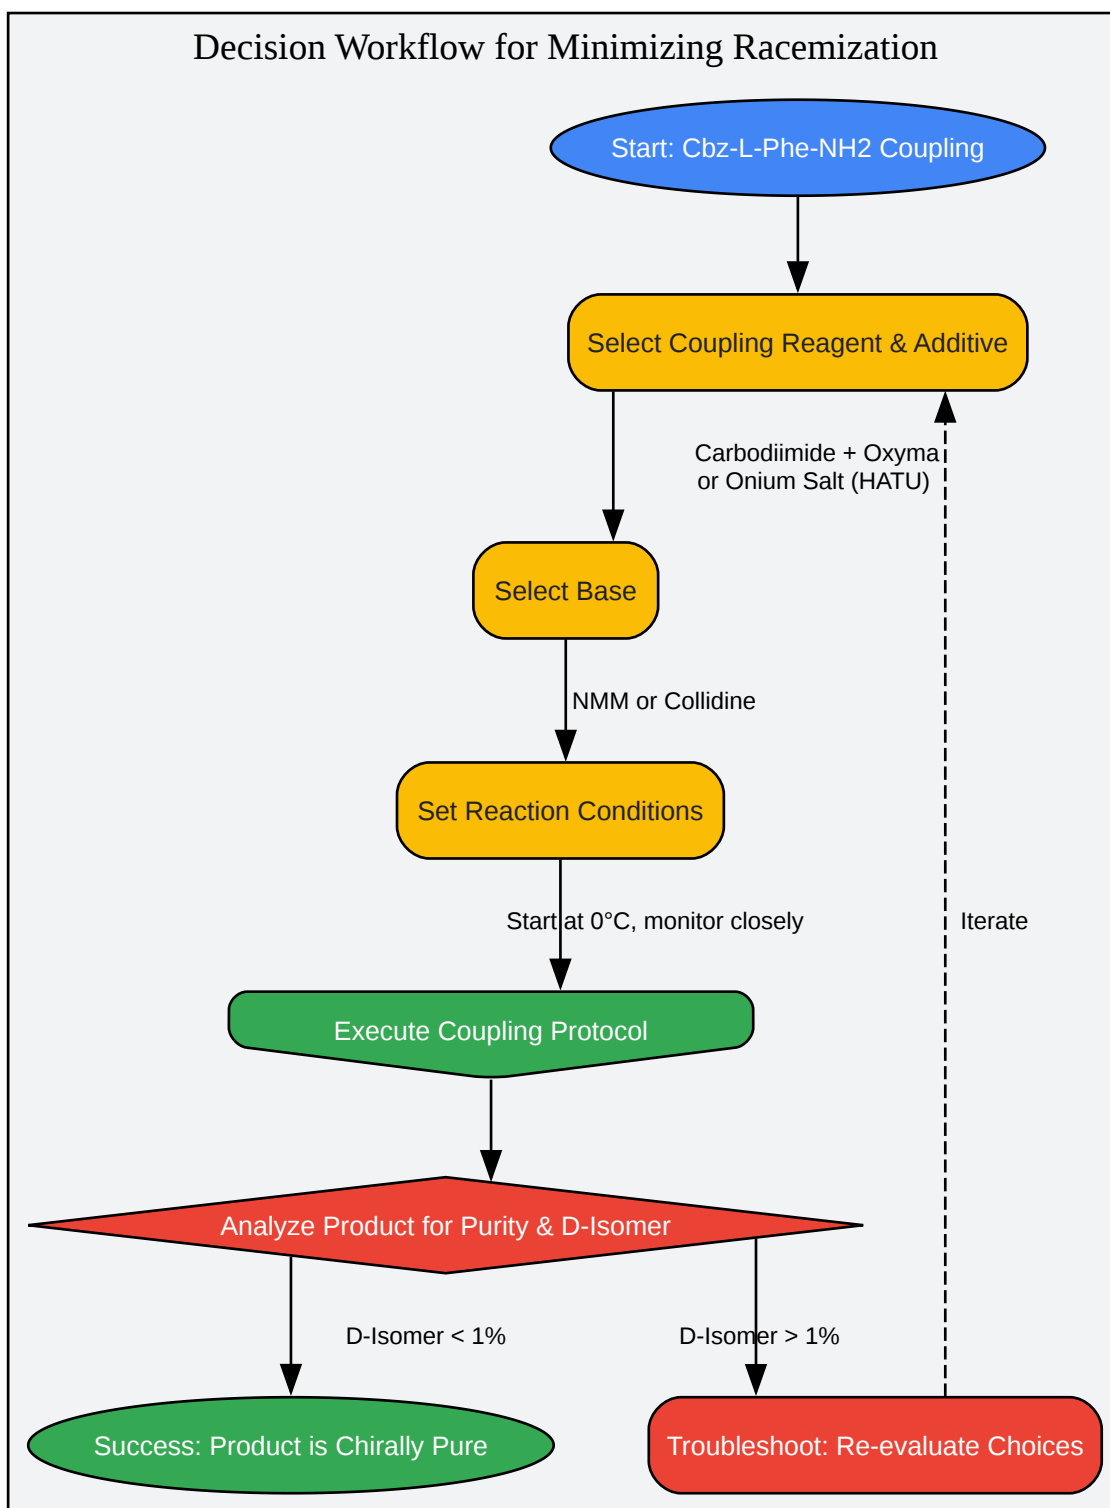 Decision Workflow for Minimizing Racemization
Start: Cbz-L-Phe-NH2 Coupling
Select Coupling Reagent & Additive
Carbodiimide + Oxyma
or Onium Salt (HATU)
Select Base
NMM or Collidine
Set Reaction Conditions
Start at 0°C, monitor closely
Iterate
Execute Coupling Protocol
Analyze Product for Purity & D-Isomer
D-Isomer < 1%
D-Isomer > 1%
Success: Product is Chirally Pure
Troubleshoot: Re-evaluate Choices